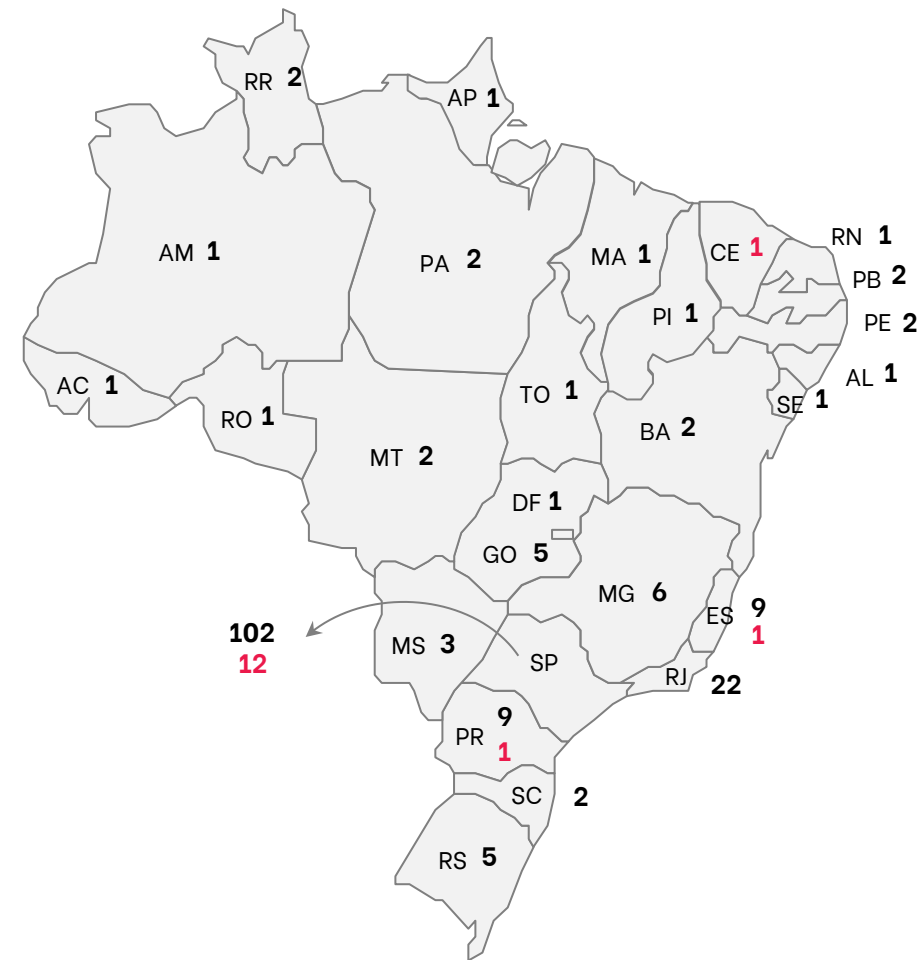 RR 2
AP 1
AM 1
PA 2
MA 1
CE 1
RN 1
PB 2
PI 1
PE 2
AC 1
RO 1
TO 1
AL 1
SE 1
BA 2
MT 2
DF 1
GO 5
MG 6
ES 9
1
102
12
MS 3
SP
RJ 22
PR 9
1
SC 2
RS 5